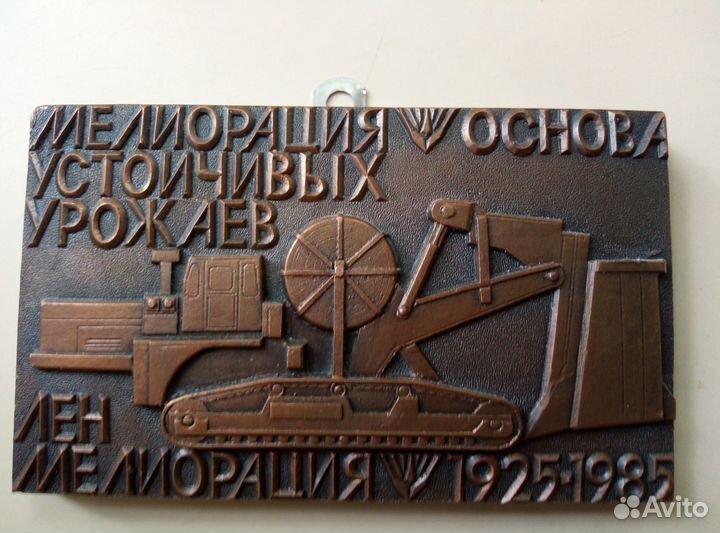 МЕЛИОРАЦИЯ ОСНОВА
УСТОЙЧИВЫХ
УРОЖАЕВ
ЛЕН
МЕЛИОРАЦИЯ 1925·1985
Avito